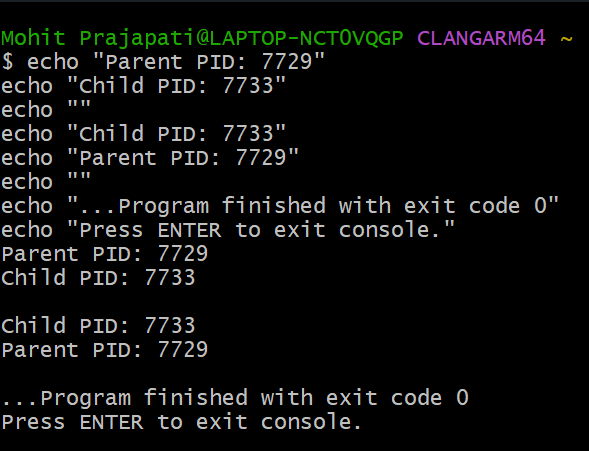 Mohit Prajapati@LAPTOP-NCT0VQGP CLANGARM64 ~
$ echo "Parent PID: 7729"
echo "Child PID: 7733"
echo ""
echo "Child PID: 7733"
echo "Parent PID: 7729"
echo ""
echo "...Program finished with exit code 0"
echo "Press ENTER to exit console."
Parent PID: 7729
Child PID: 7733

Child PID: 7733
Parent PID: 7729

...Program finished with exit code 0
Press ENTER to exit console.